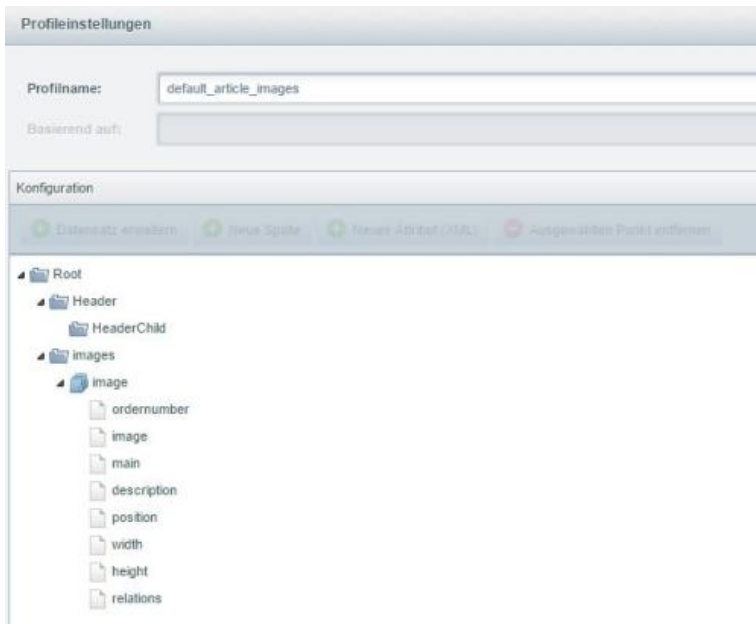 Profileinstellungen
Profilname:
default_article_images
Basierend auf:
Konfiguration
Datensatz erweitern
Neue Spalte
Neues Attribut (XML)
Ausgewählten Punkt entfernen
Root
Header
HeaderChild
images
image
ordernumber
image
main
description
position
width
height
relations